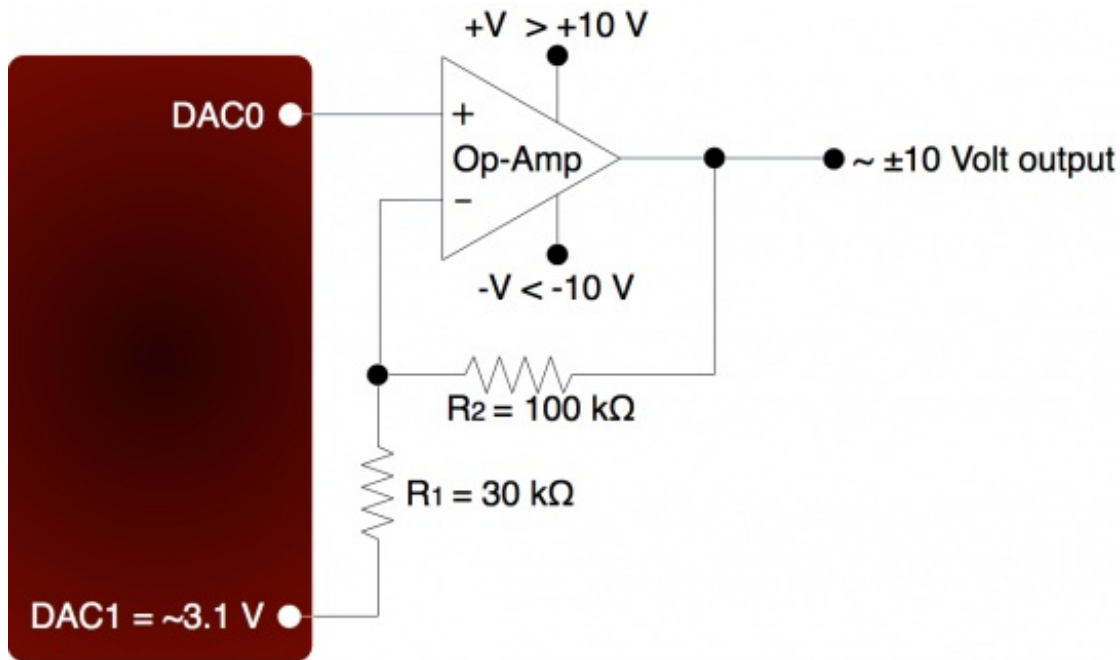 +V > +10 V
DAC0
+
Op-Amp
~ ±10 Volt output
−
-V < -10 V
R2 = 100 kΩ
R1 = 30 kΩ
DAC1 = ~3.1 V